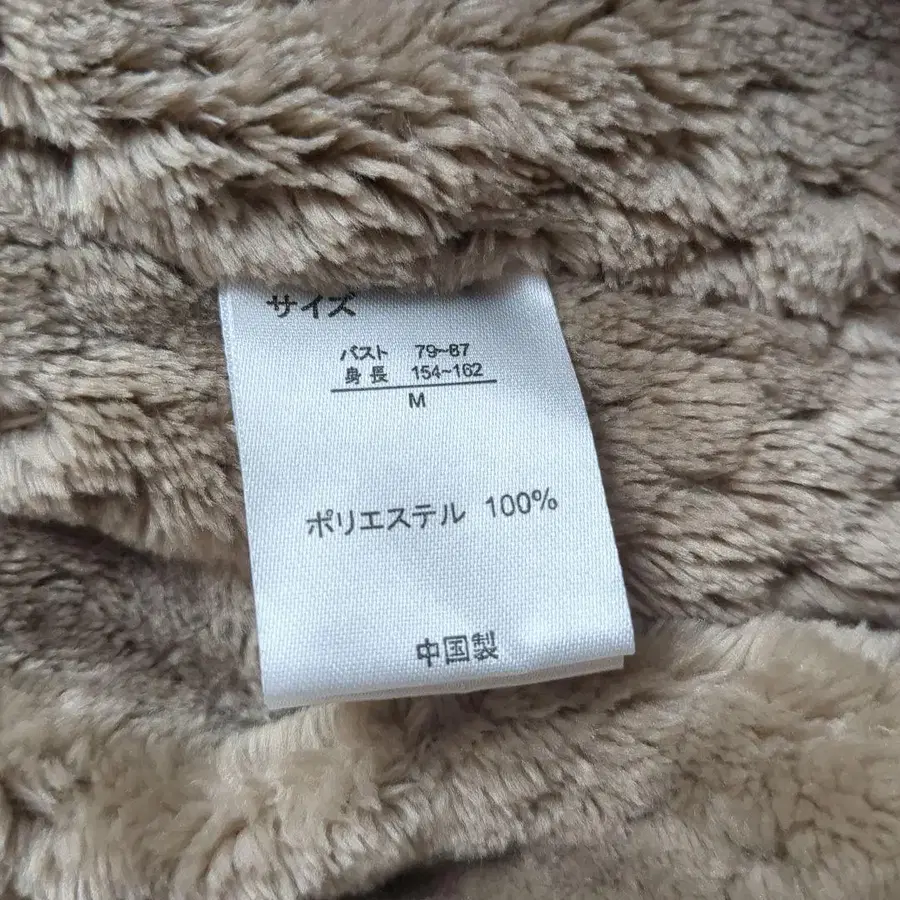 サイズ
バスト 79~87
身長 154~162
M
ポリエステル 100%
中国製